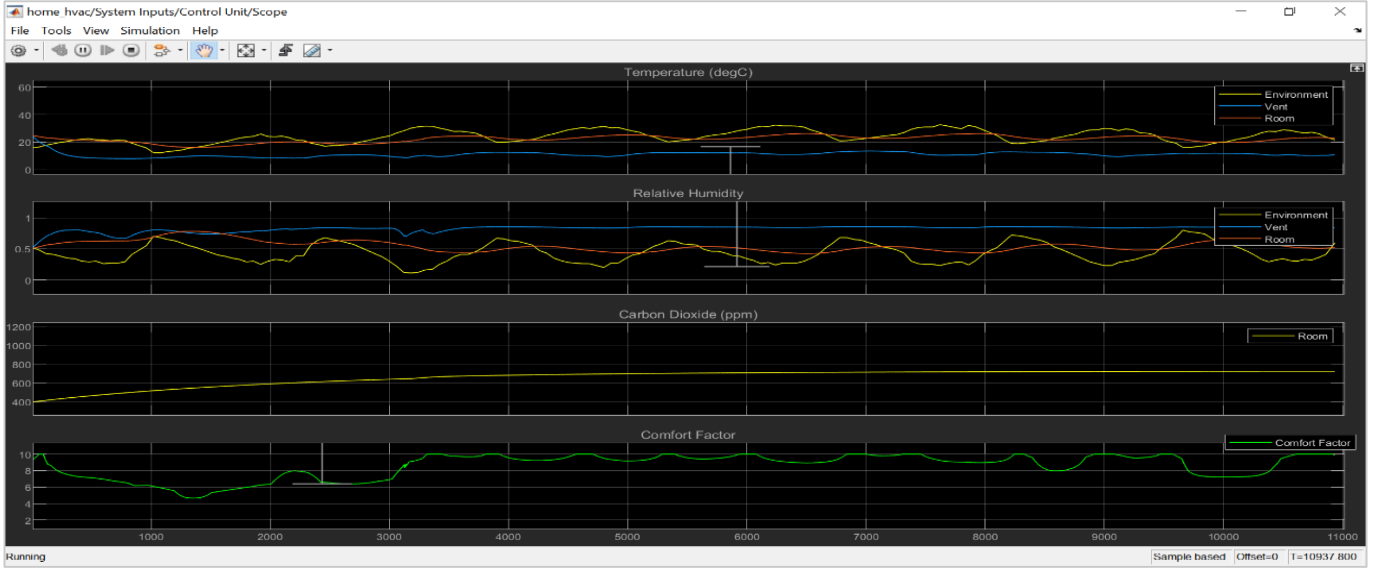 home_hvac/System Inputs/Control Unit/Scope
File Tools View Simulation Help
Temperature (degC)
60
40
20
0
Environment
Vent
Room
Relative Humidity
1
0.5
0
Environment
Vent
Room
Carbon Dioxide (ppm)
1200
1000
800
600
400
Room
Comfort Factor
10
8
6
4
2
Comfort Factor
1000 2000 3000 4000 5000 6000 7000 8000 9000 10000 11000
Running
Sample based Offset=0 T=10937.800